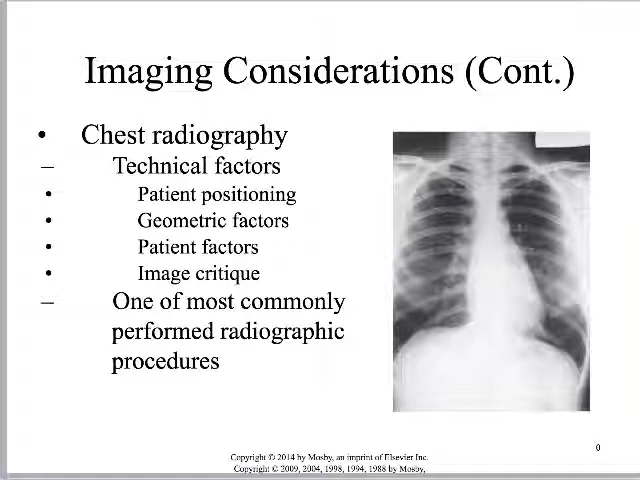 Imaging Considerations (Cont.)
• Chest radiography
– Technical factors
• Patient positioning
• Geometric factors
• Patient factors
• Image critique
– One of most commonly
performed radiographic
procedures
0
Copyright © 2014 by Mosby, an imprint of Elsevier Inc.
Copyright © 2009, 2004, 1998, 1994, 1988 by Mosby,